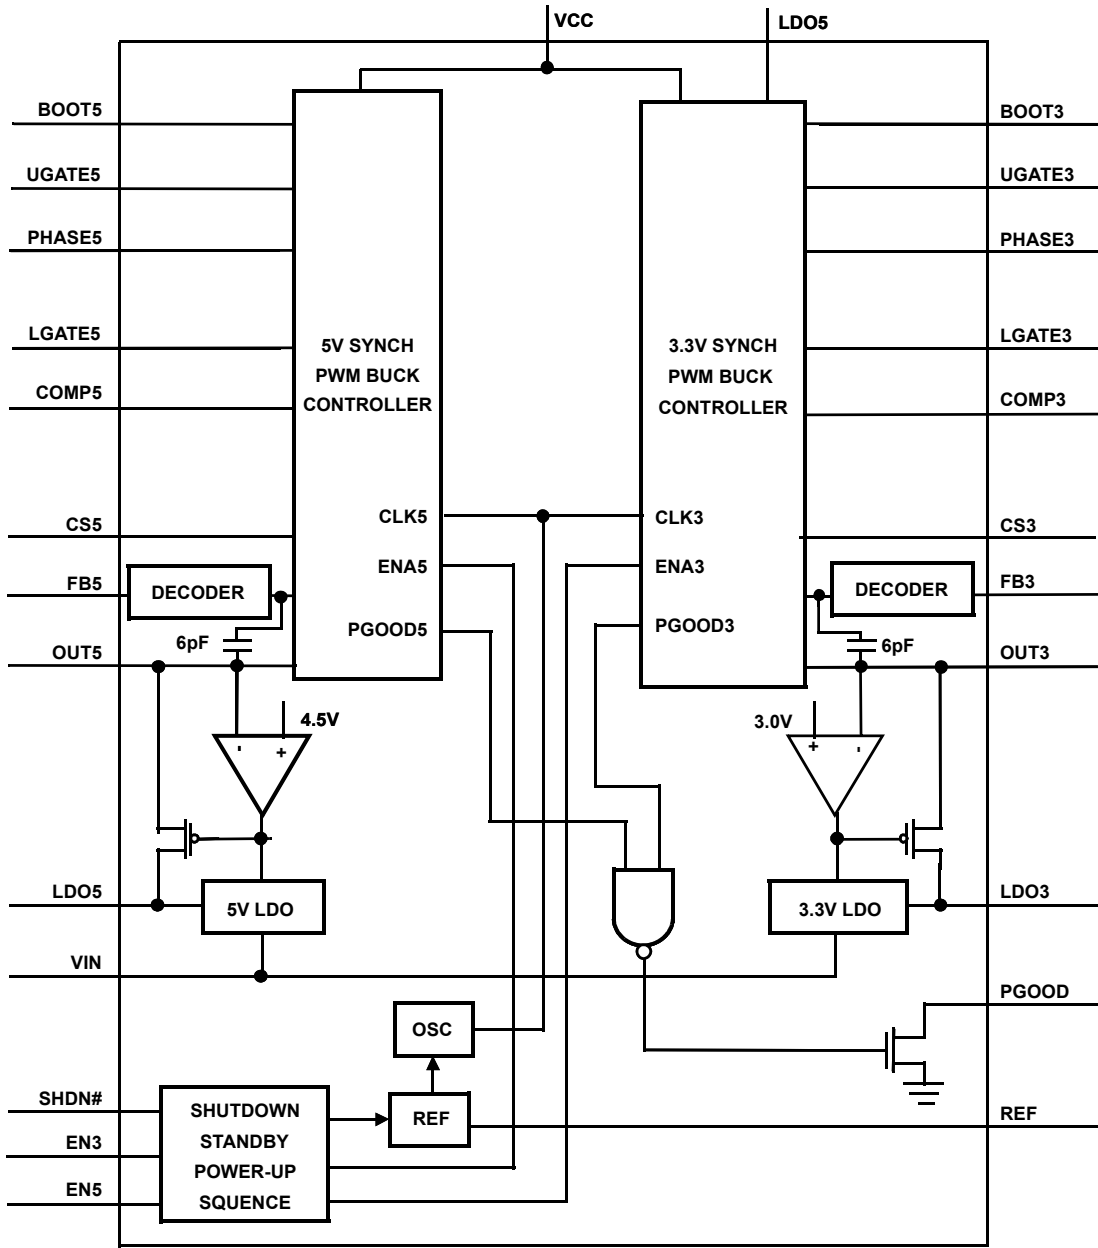 VCC
LDO5
BOOT5
UGATE5
PHASE5
LGATE5
COMP5
CS5
FB5
OUT5
LDO5
VIN
SHDN#
EN3
EN5
BOOT3
UGATE3
PHASE3
LGATE3
COMP3
CS3
FB3
OUT3
LDO3
PGOOD
REF
5V SYNCH
PWM BUCK
CONTROLLER
CLK5
ENA5
PGOOD5
3.3V SYNCH
PWM BUCK
CONTROLLER
CLK3
ENA3
PGOOD3
DECODER
6pF
4.5V
-
+
5V LDO
DECODER
6pF
3.0V
+
-
3.3V LDO
OSC
REF
SHUTDOWN
STANDBY
POWER-UP
SQUENCE